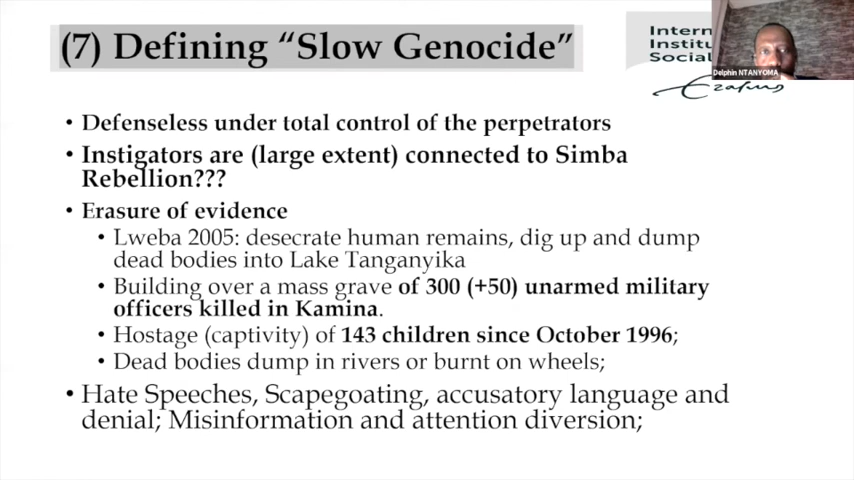 (7) Defining “Slow Genocide”
Intern
Institu
Social
Erasmus
Delphin NTANYOMA
• Defenseless under total control of the perpetrators
• Instigators are (large extent) connected to Simba
Rebellion???
• Erasure of evidence
• Lweba 2005: desecrate human remains, dig up and dump
dead bodies into Lake Tanganyika
• Building over a mass grave of 300 (+50) unarmed military
officers killed in Kamina.
• Hostage (captivity) of 143 children since October 1996;
• Dead bodies dump in rivers or burnt on wheels;
• Hate Speeches, Scapegoating, accusatory language and
denial; Misinformation and attention diversion;